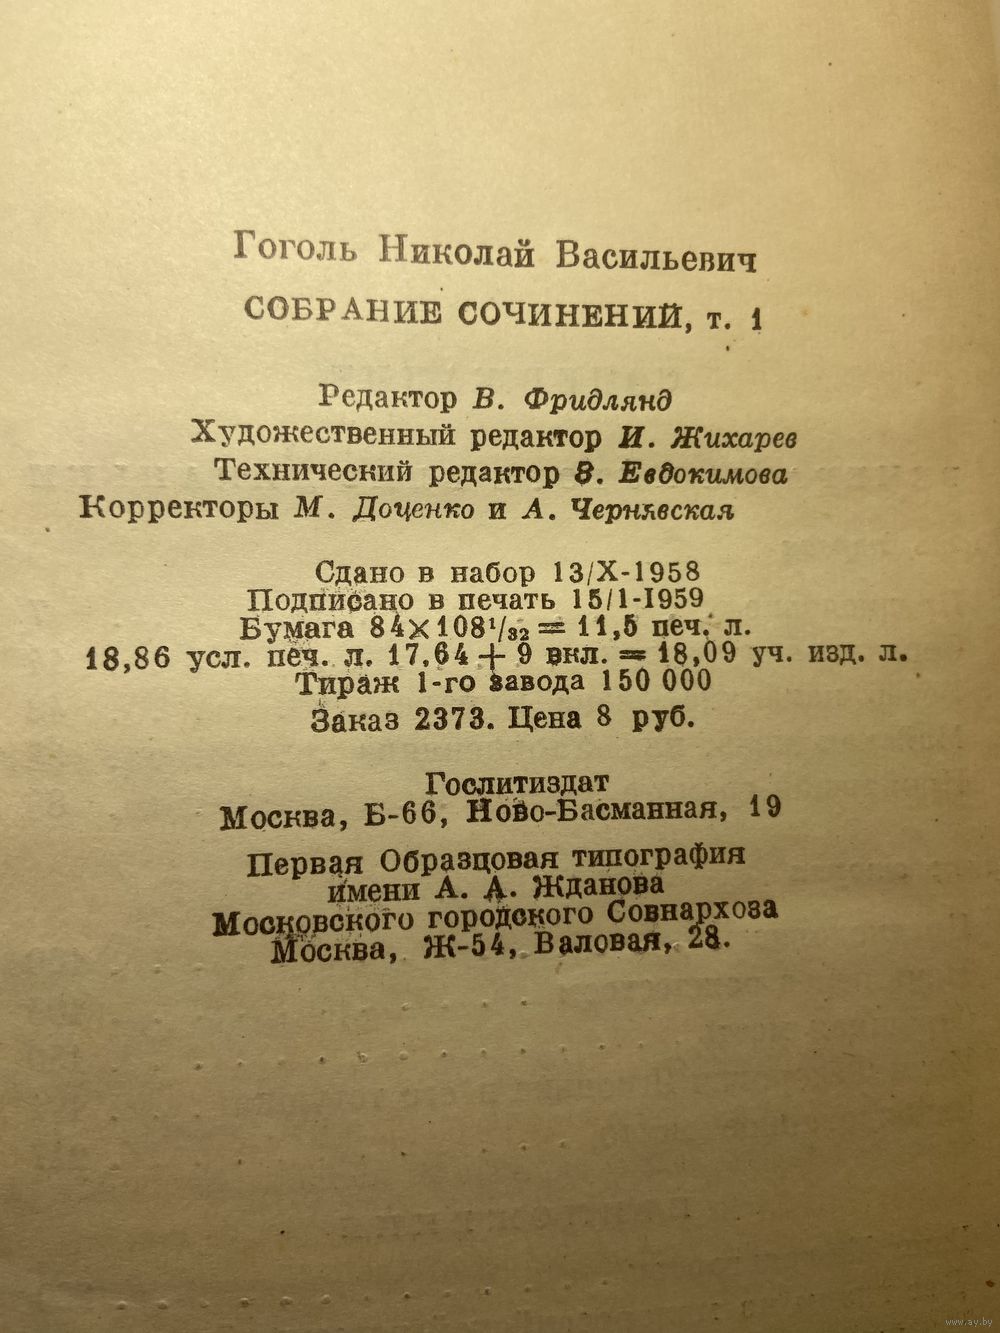 Гоголь Николай Васильевич
СОБРАНИЕ СОЧИНЕНИЙ, т. 1
Редактор В. Фридлянд
Художественный редактор И. Жихарев
Технический редактор В. Евдокимова
Корректоры М. Доценко и А. Чернявская
Сдано в набор 13/X-1958
Подписано в печать 15/1-1959
Бумага 84×108¹/₃₂ = 11,5 печ. л.
18,86 усл. печ. л. 17,64 + 9 вкл. = 18,09 уч. изд. л.
Тираж 1-го завода 150 000
Заказ 2373. Цена 8 руб.
Гослитиздат
Москва, Б-66, Ново-Басманная, 19
Первая Образцовая типография
имени А. А. Жданова
Московского городского Совнархоза
Москва, Ж-54, Валовая, 28.
www.ay.by